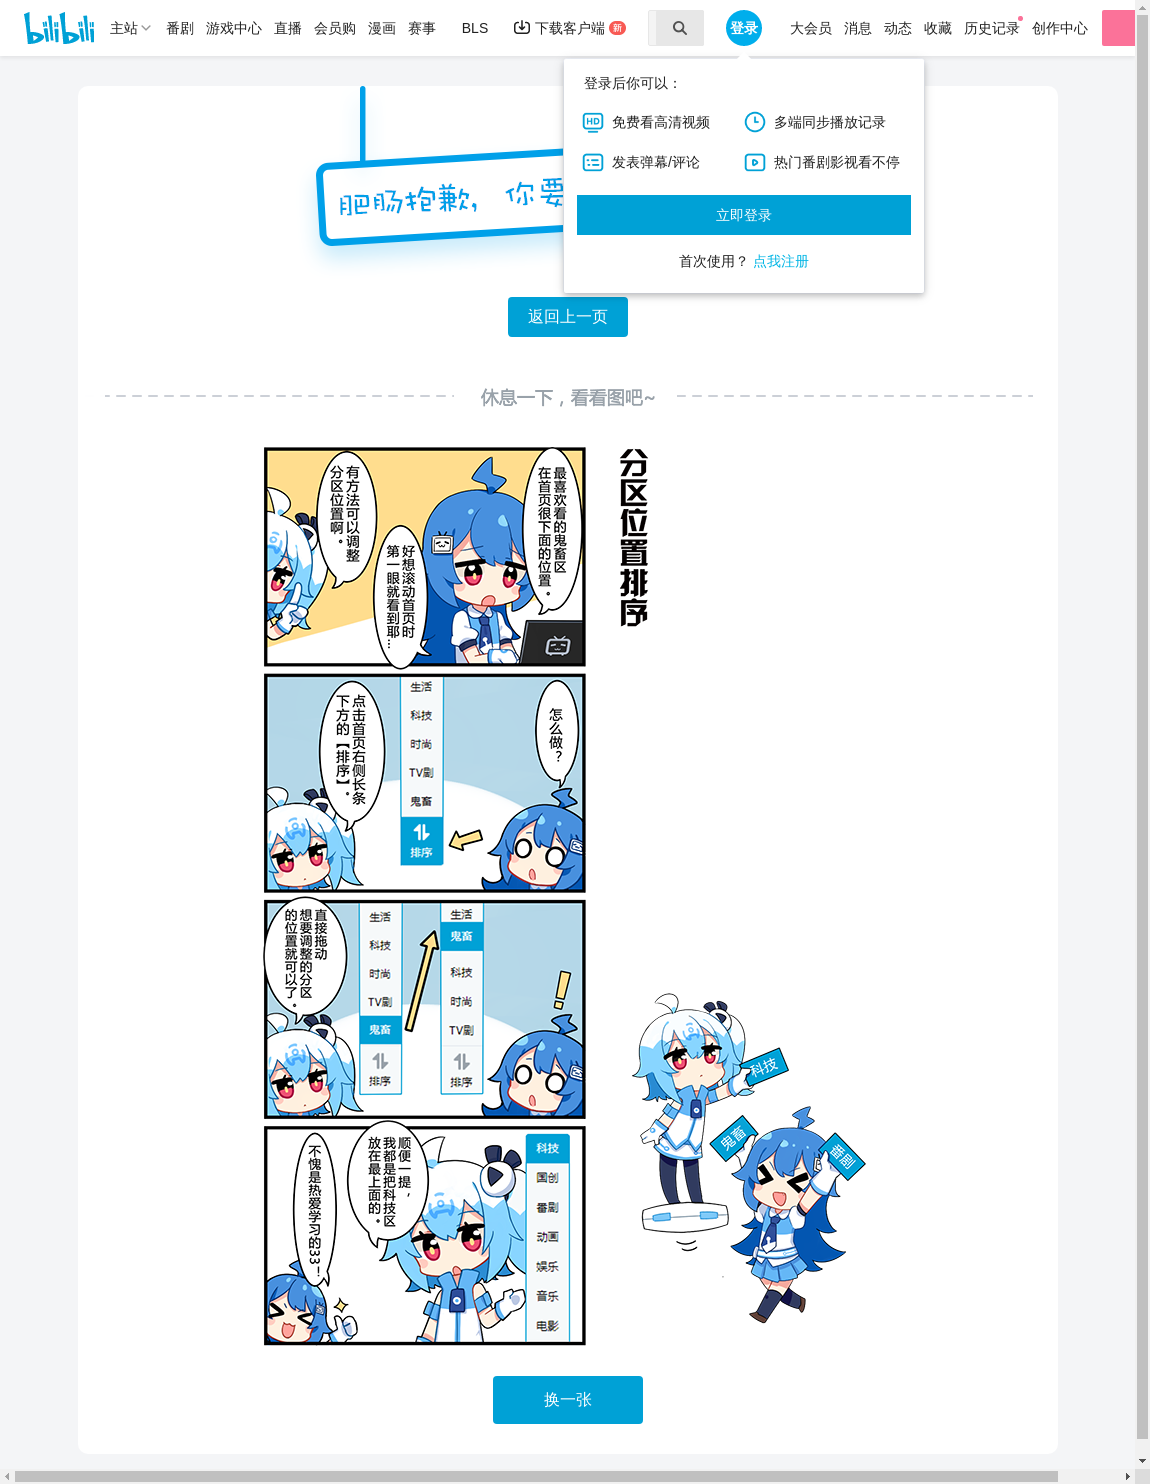 bilibili
主站 番剧 游戏中心 直播 会员购 漫画 赛事 BLS 下载客户端 新 登录 大会员 消息 动态 收藏 历史记录 创作中心
登录后你可以：
HD 免费看高清视频 多端同步播放记录
发表弹幕/评论 热门番剧影视看不停
立即登录
首次使用？ 点我注册
肥肠抱歉，你要
返回上一页
休息一下，看看图吧~
分区位置排序
最喜欢看的鬼畜区
在首页很下面的位置。
好想滚动首页时
第一眼就看到耶…
有方法可以调整
分区位置啊。
怎么做？
点击首页右侧长条
下方的【排序】。
生活
科技
时尚
TV剧
鬼畜
排序
直接拖动
想要调整的分区
的位置就可以了。
生活
科技
时尚
TV剧
鬼畜
排序
生活
鬼畜
科技
时尚
TV剧
排序
顺便一提，
我都是把科技区
放在最上面的。
不愧是热爱学习的33！
科技
国创
番剧
动画
娱乐
音乐
电影
科技
鬼畜
番剧
换一张